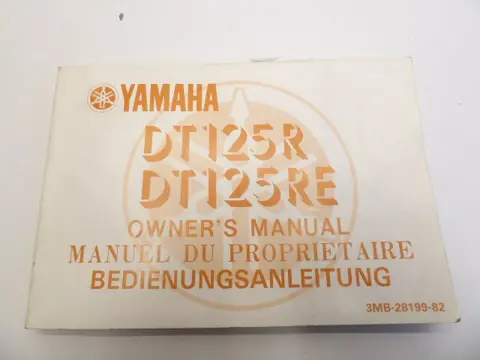 YAMAHA
DT125R
DT125RE
OWNER'S MANUAL
MANUEL DU PROPRIETAIRE
BEDIENUNGSANLEITUNG
3MB-28199-82